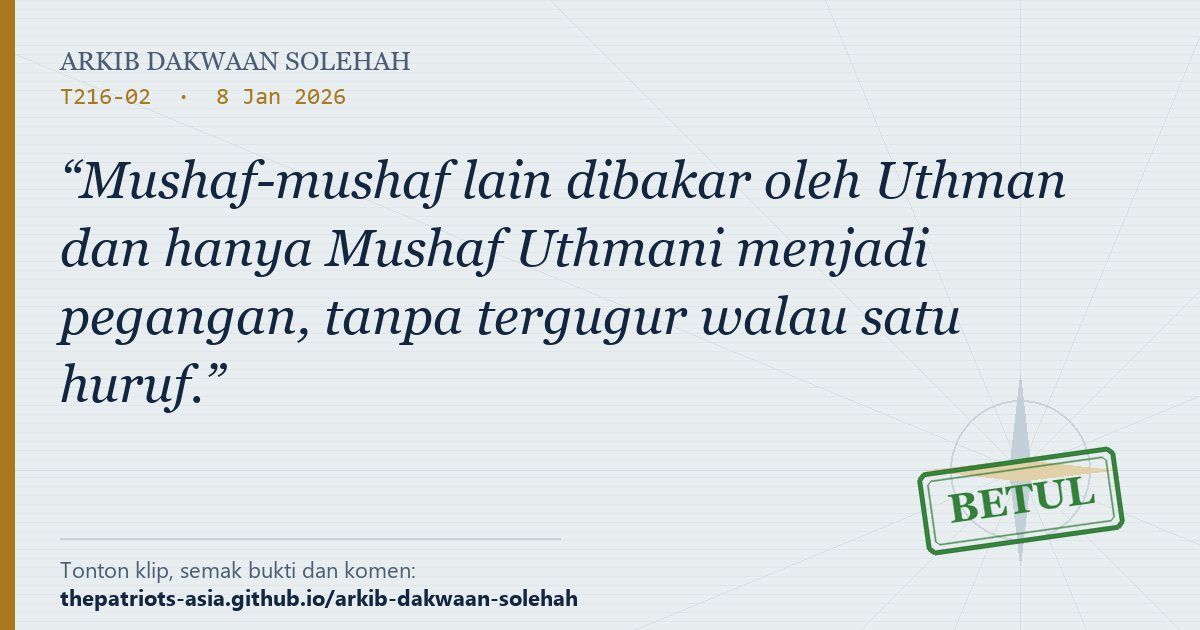 ARKIB DAKWAAN SOLEHAH
T216-02 · 8 Jan 2026
“Mushaf-mushaf lain dibakar oleh Uthman
dan hanya Mushaf Uthmani menjadi
pegangan, tanpa tergugur walau satu
huruf.”
BETUL
Tonton klip, semak bukti dan komen:
thepatriots-asia.github.io/arkib-dakwaan-solehah